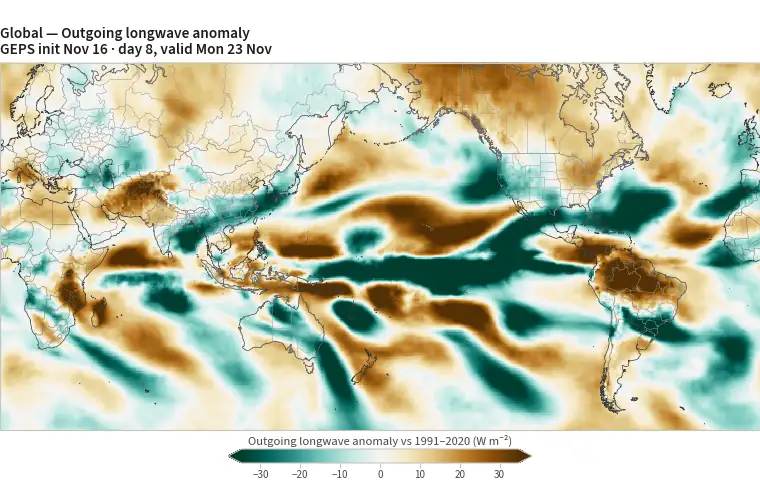 Global — Outgoing longwave anomaly
GEPS init Nov 16 · day 8, valid Mon 23 Nov
Outgoing longwave anomaly vs 1991–2020 (W m⁻²)
−30 −20 −10 0 10 20 30